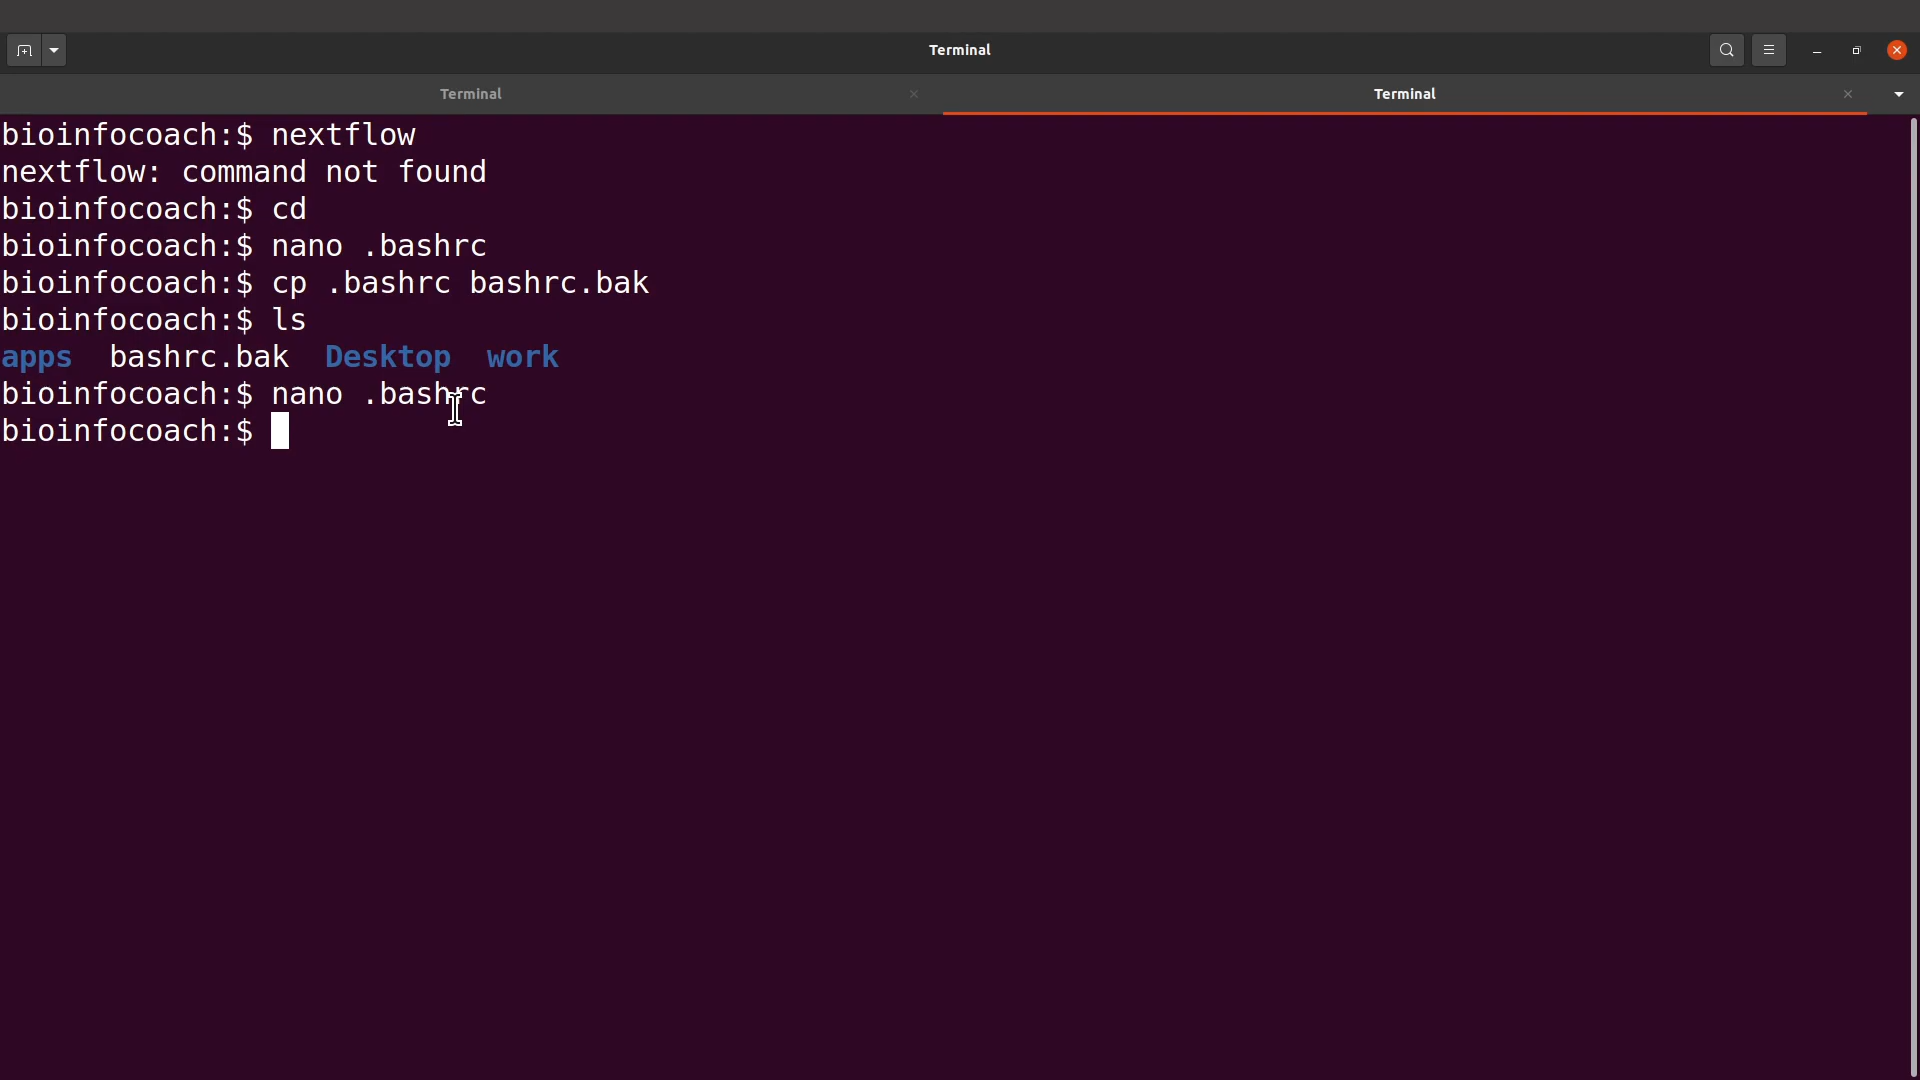 Terminal
Terminal Terminal
bioinfocoach:$ nextflow
nextflow: command not found
bioinfocoach:$ cd
bioinfocoach:$ nano .bashrc
bioinfocoach:$ cp .bashrc bashrc.bak
bioinfocoach:$ ls
apps bashrc.bak Desktop work
bioinfocoach:$ nano .bashrc
bioinfocoach:$